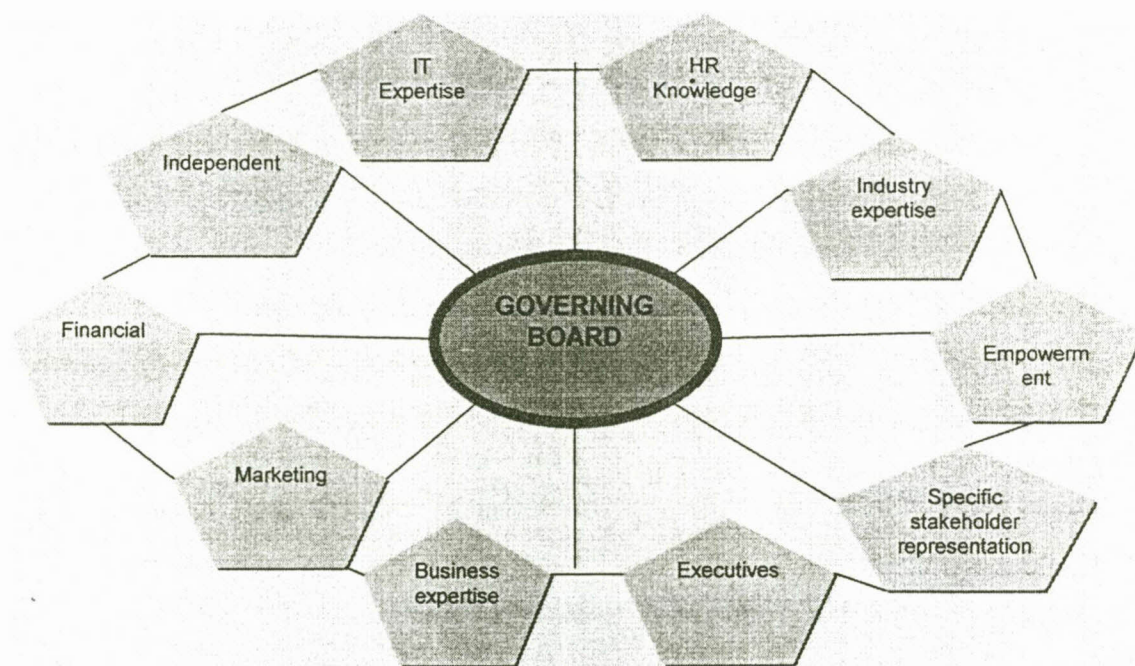 IT
Expertise
HR
Knowledge
Independent
Industry
expertise
GOVERNING
BOARD
Financial
Empowerm
ent
Marketing
Specific
stakeholder
representation
Business
expertise
Executives